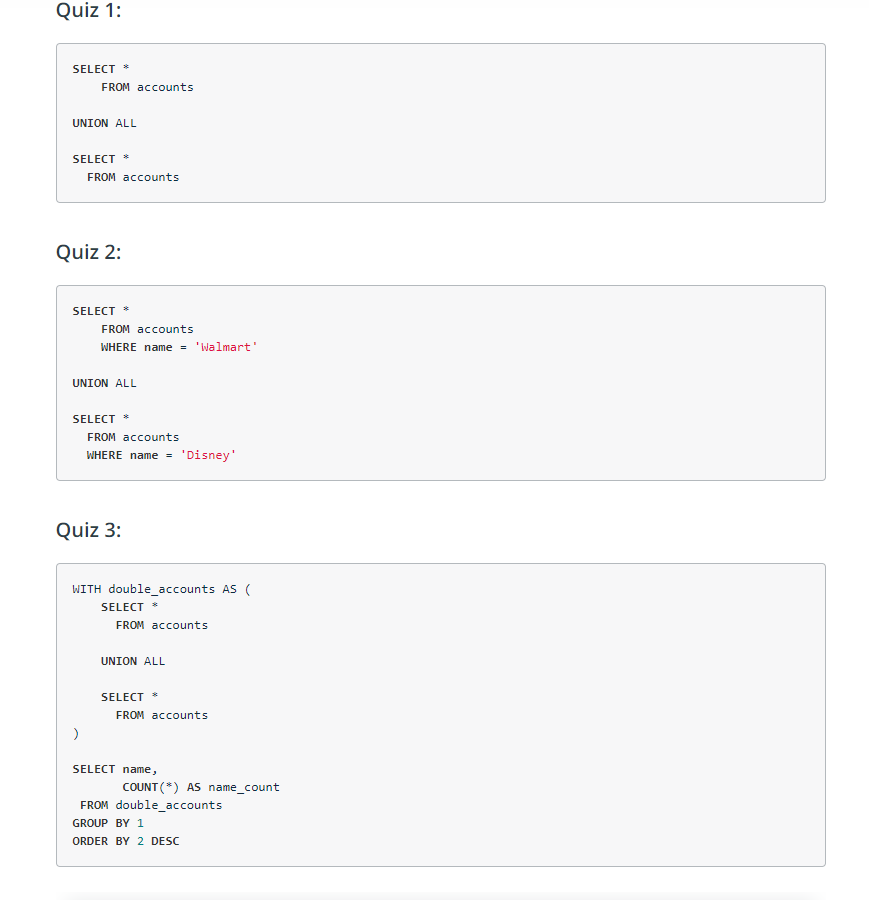 Quiz 1:
SELECT *
    FROM accounts
UNION ALL
SELECT *
  FROM accounts
Quiz 2:
SELECT *
    FROM accounts
    WHERE name = 'Walmart'
UNION ALL
SELECT *
  FROM accounts
  WHERE name = 'Disney'
Quiz 3:
WITH double_accounts AS (
    SELECT *
      FROM accounts
    UNION ALL
    SELECT *
      FROM accounts
)
SELECT name,
       COUNT(*) AS name_count
 FROM double_accounts
GROUP BY 1
ORDER BY 2 DESC